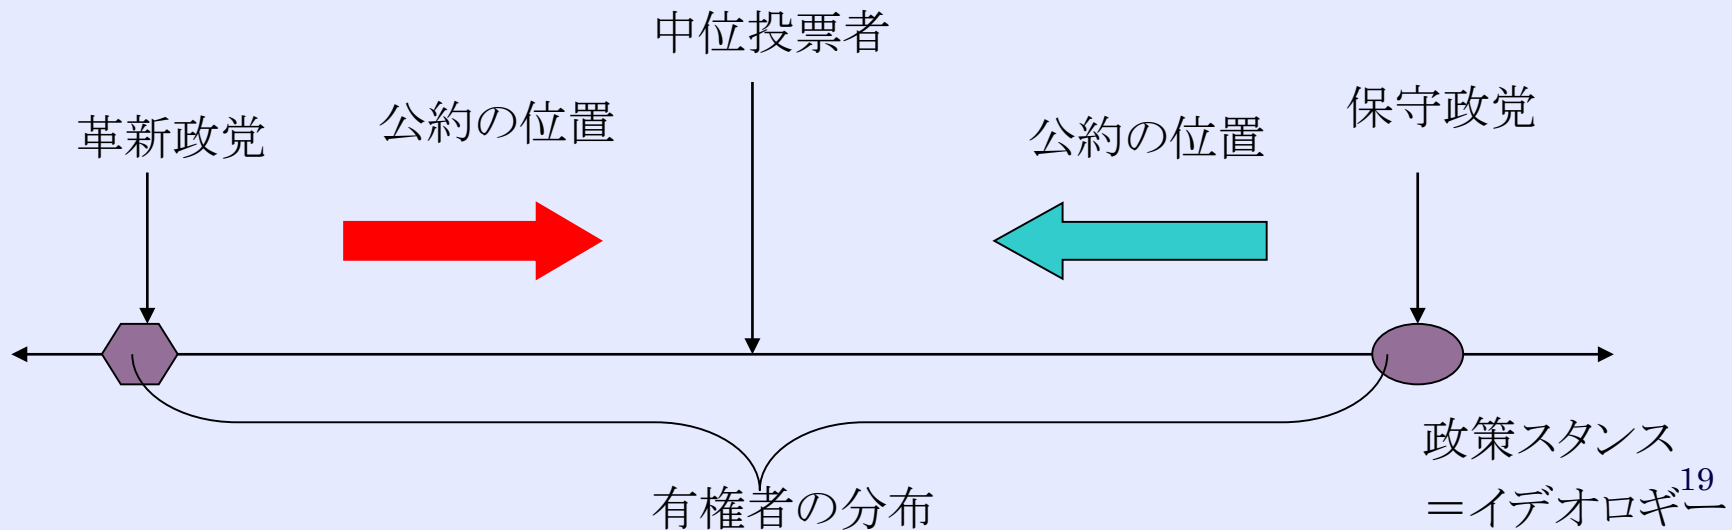 中位投票者
革新政党
公約の位置
公約の位置
保守政党
政策スタンス
＝イデオロギー
有権者の分布
19